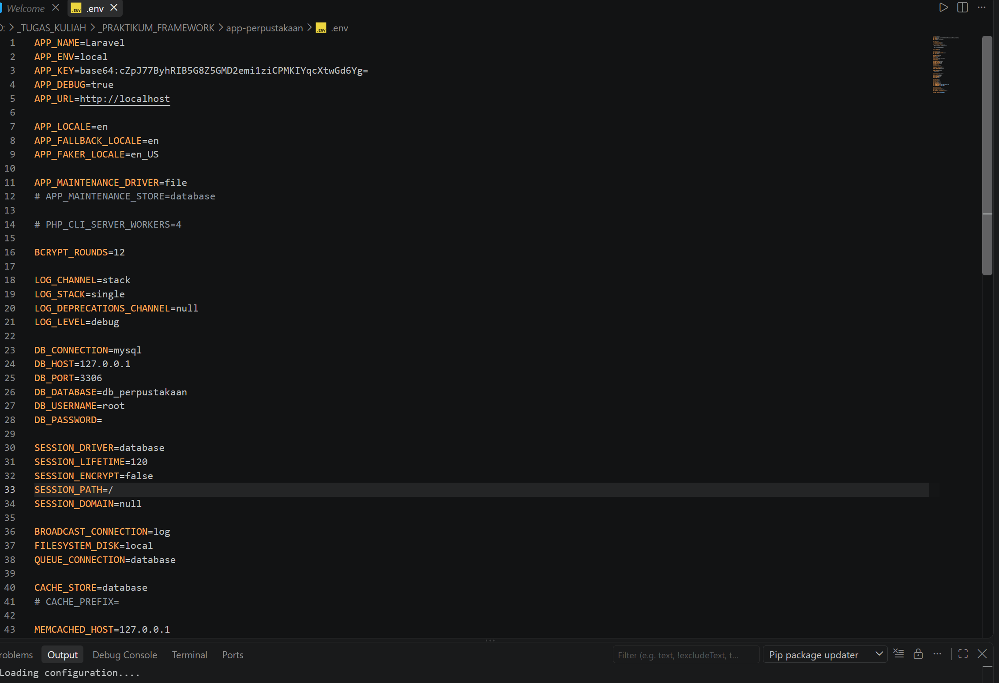 Welcome
.env
D: > _TUGAS_KULIAH > _PRAKTIKUM_FRAMEWORK > app-perpustakaan > .env
1 APP_NAME=Laravel
2 APP_ENV=local
3 APP_KEY=base64:cZpJ77ByhRIB5G8Z5GMD2emi1ziCPMKIYqcXtwGd6Yg=
4 APP_DEBUG=true
5 APP_URL=http://localhost
6
7 APP_LOCALE=en
8 APP_FALLBACK_LOCALE=en
9 APP_FAKER_LOCALE=en_US
10
11 APP_MAINTENANCE_DRIVER=file
12 # APP_MAINTENANCE_STORE=database
13
14 # PHP_CLI_SERVER_WORKERS=4
15
16 BCRYPT_ROUNDS=12
17
18 LOG_CHANNEL=stack
19 LOG_STACK=single
20 LOG_DEPRECATIONS_CHANNEL=null
21 LOG_LEVEL=debug
22
23 DB_CONNECTION=mysql
24 DB_HOST=127.0.0.1
25 DB_PORT=3306
26 DB_DATABASE=db_perpustakaan
27 DB_USERNAME=root
28 DB_PASSWORD=
29
30 SESSION_DRIVER=database
31 SESSION_LIFETIME=120
32 SESSION_ENCRYPT=false
33 SESSION_PATH=/
34 SESSION_DOMAIN=null
35
36 BROADCAST_CONNECTION=log
37 FILESYSTEM_DISK=local
38 QUEUE_CONNECTION=database
39
40 CACHE_STORE=database
41 # CACHE_PREFIX=
42
43 MEMCACHED_HOST=127.0.0.1
roblems Output Debug Console Terminal Ports Filter (e.g. text, !excludeText, t... Pip package updater
Loading configuration....